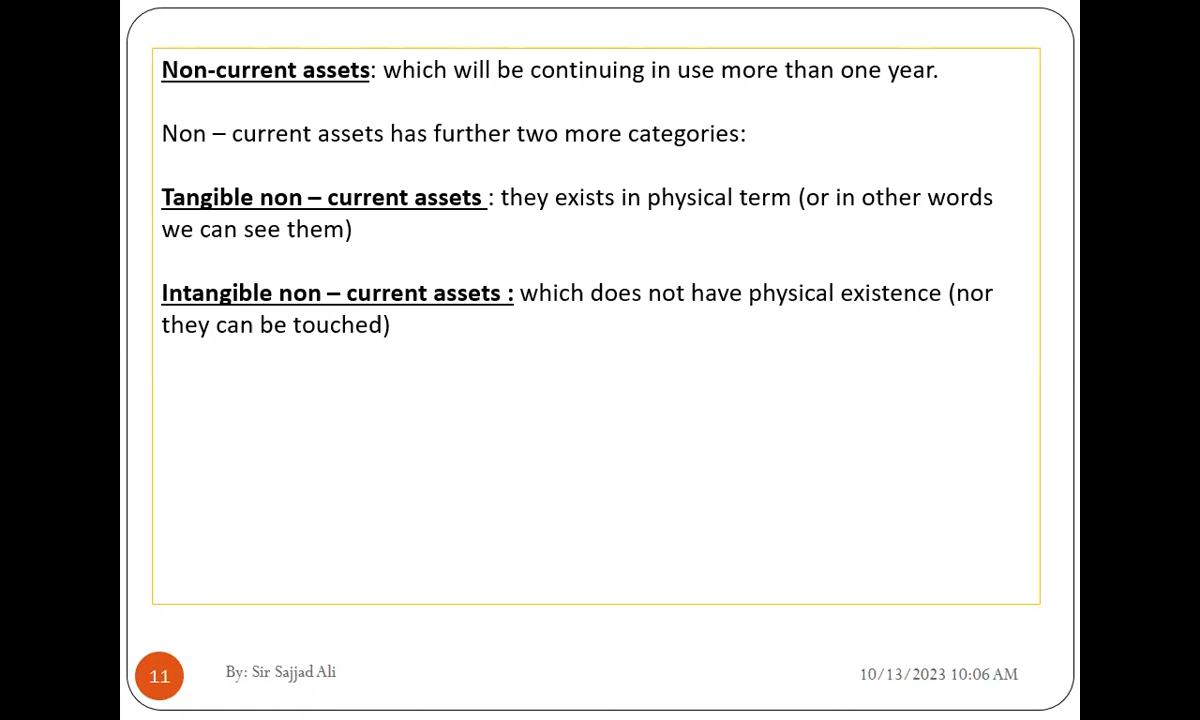 Non-current assets: which will be continuing in use more than one year.
Non – current assets has further two more categories:
Tangible non – current assets : they exists in physical term (or in other words
we can see them)
Intangible non – current assets : which does not have physical existence (nor
they can be touched)
11
By: Sir Sajjad Ali
10/13/2023 10:06 AM